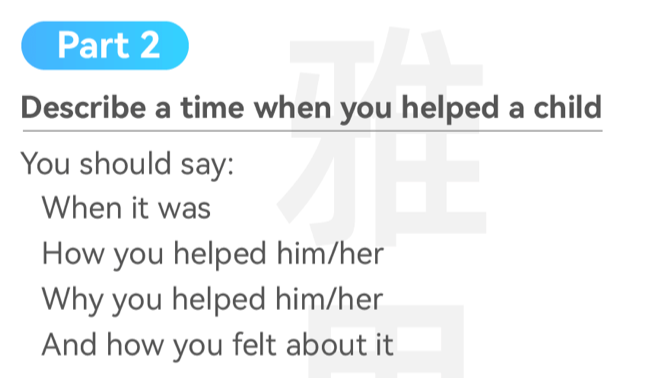 Part 2
Describe a time when you helped a child
You should say:
When it was
How you helped him/her
Why you helped him/her
And how you felt about it
雅